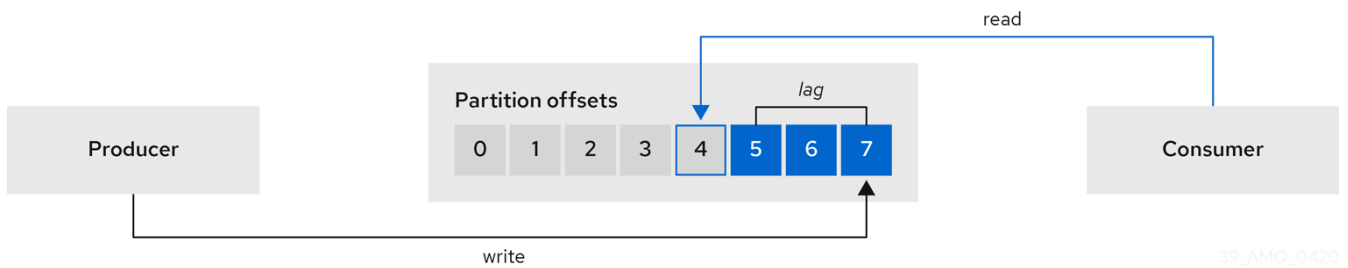 read
lag
Partition offsets
Producer
0 1 2 3 4 5 6 7
Consumer
write
39_AMQ_0420